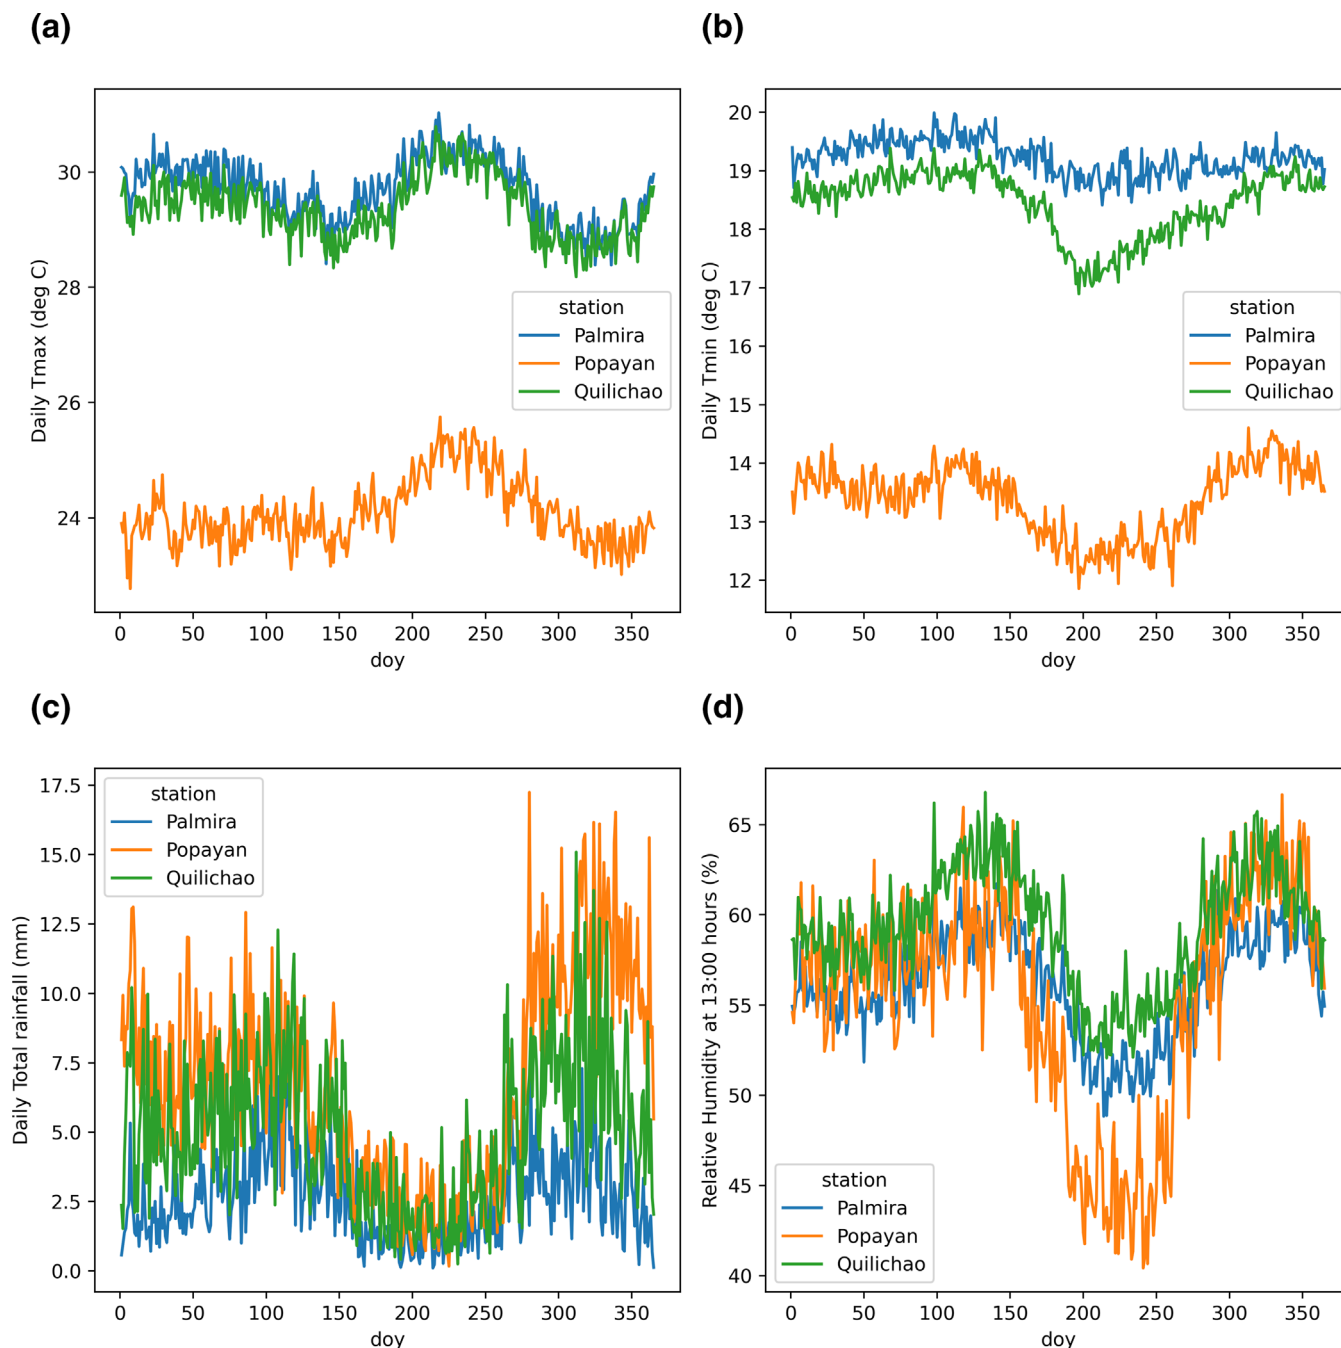 (a)
Daily Tmax (deg C)
30
28
26
24
station
Palmira
Popayan
Quilichao
0 50 100 150 200 250 300 350
doy
(b)
Daily Tmin (deg C)
20
19
18
17
16
15
14
13
12
station
Palmira
Popayan
Quilichao
0 50 100 150 200 250 300 350
doy
(c)
Daily Total rainfall (mm)
17.5
15.0
12.5
10.0
7.5
5.0
2.5
0.0
station
Palmira
Popayan
Quilichao
0 50 100 150 200 250 300 350
doy
(d)
Relative Humidity at 13:00 hours (%)
65
60
55
50
45
40
station
Palmira
Popayan
Quilichao
0 50 100 150 200 250 300 350
doy